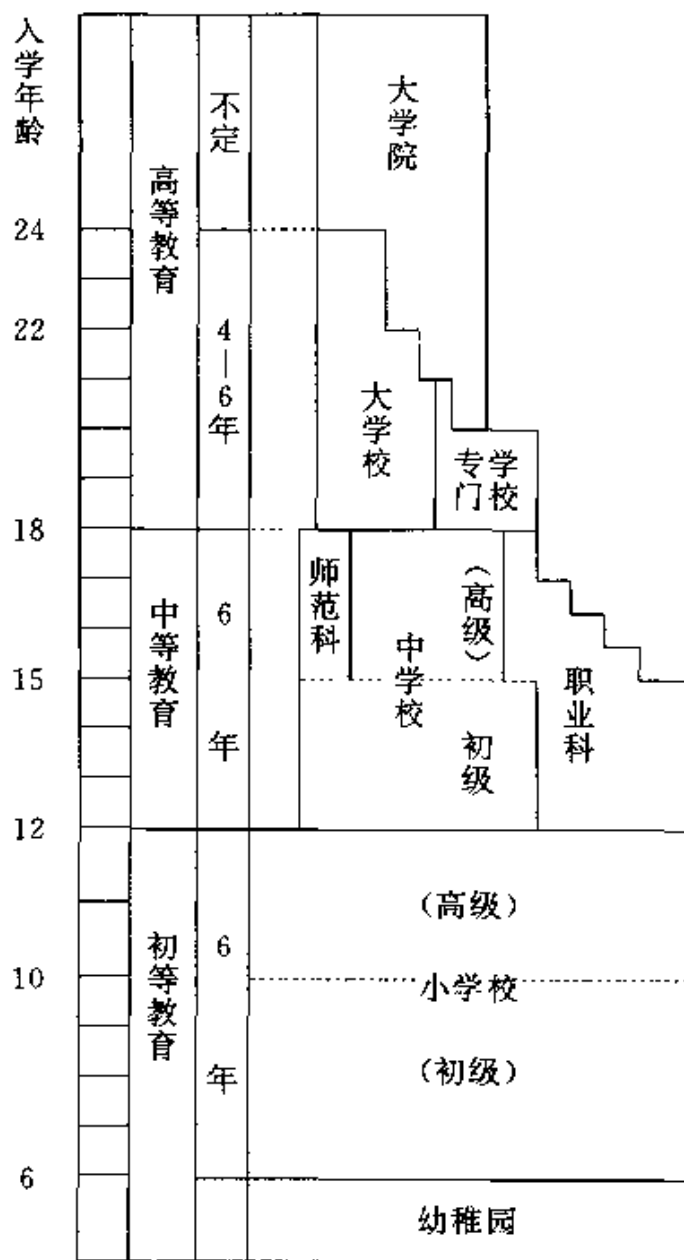 入学年龄
24
22
18
15
12
10
6
高等教育
中等教育
初等教育
不定
4—6年
6年
6年
大学院
大学校
专门学校
师范科
中学校
(高级)
初级
职业科
(高级)
小学校
(初级)
幼稚园